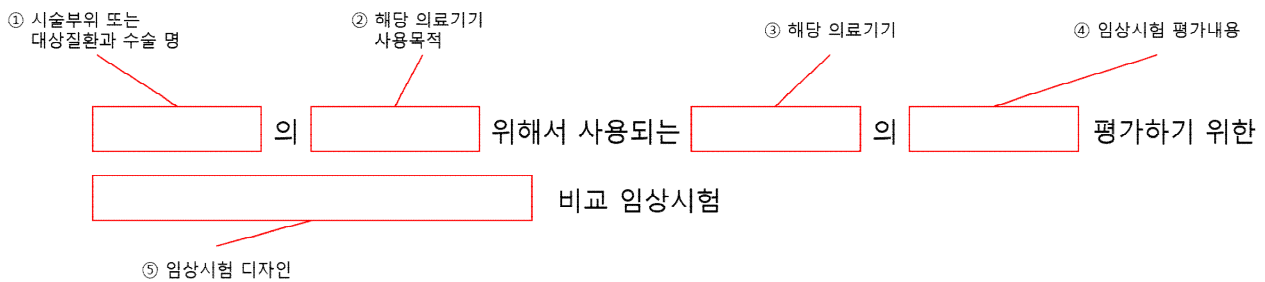 ① 시술부위 또는
대상질환과 수술 명
② 해당 의료기기
사용목적
③ 해당 의료기기
④ 임상시험 평가내용
의 위해서 사용되는 의 평가하기 위한
비교 임상시험
⑤ 임상시험 디자인